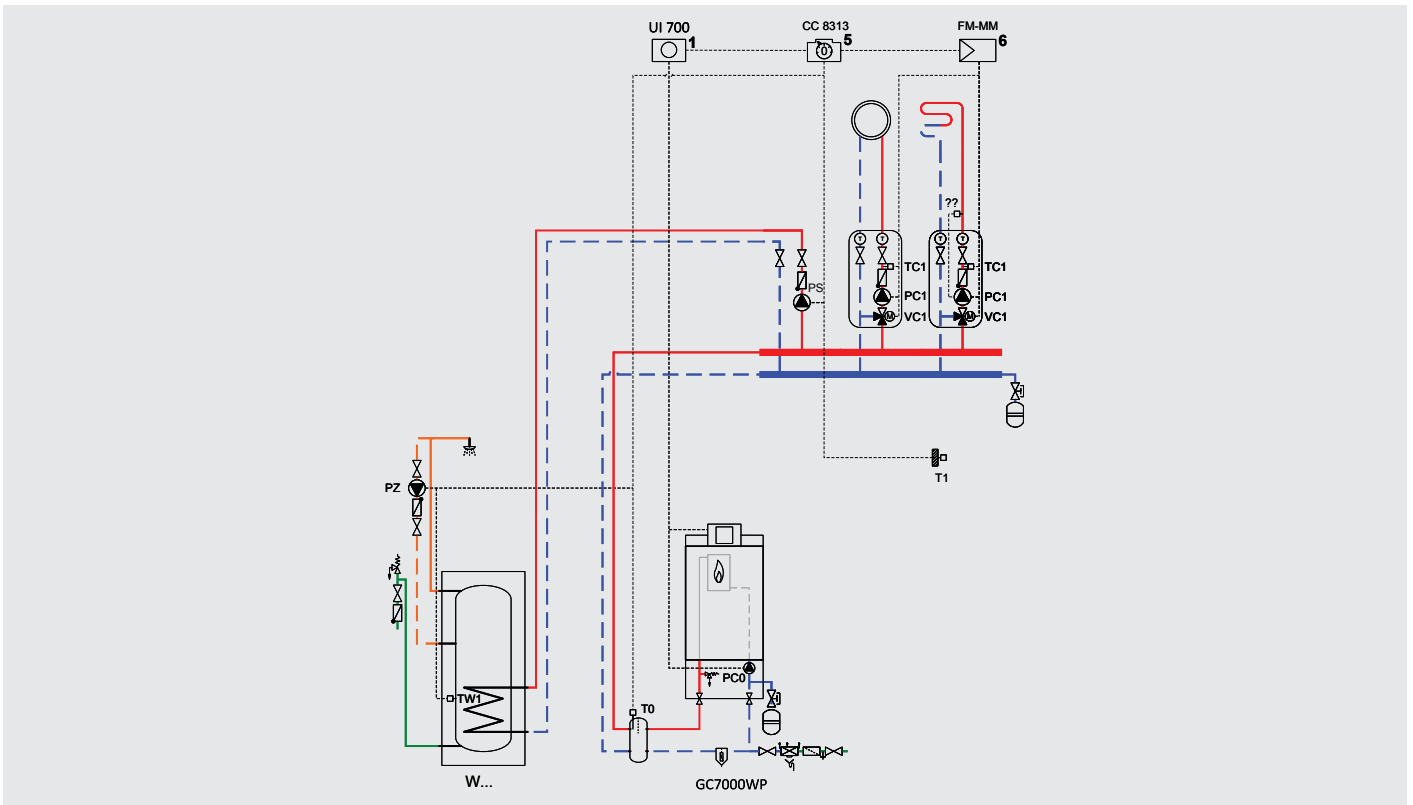 UI 700
CC 8313
FM-MM
1
5
6
??
T
T
T
T
TC1
TC1
PS
PC1
PC1
M
VC1
M
VC1
T1
PZ
PC0
TW1
T0
W...
GC7000WP